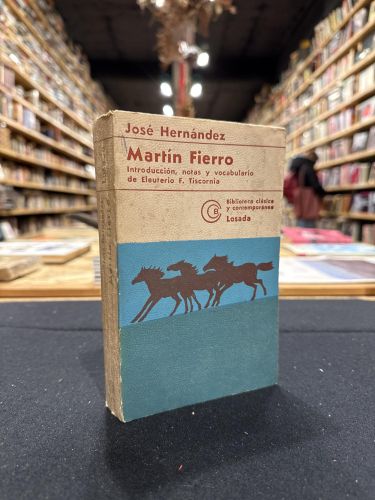 José Hernández
Martín Fierro
Introducción, notas y vocabulario
de Eleuterio F. Tiscornia
B
Biblioteca clásica
y contemporánea
Losada